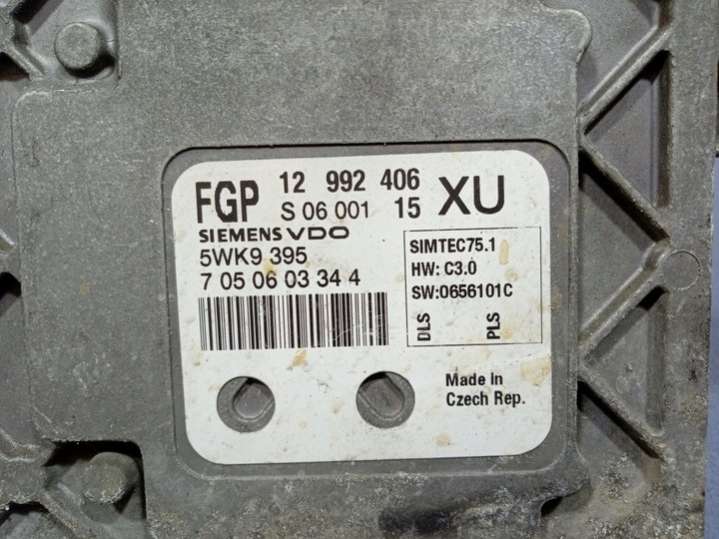 FGP 12 992 406 XU
S 06 001 15
SIEMENS VDO
5WK9 395
7 05 06 03 34 4
SIMTEC75.1
HW: C3.0
SW:0656101C
DLS PLS
Made in
Czech Rep.